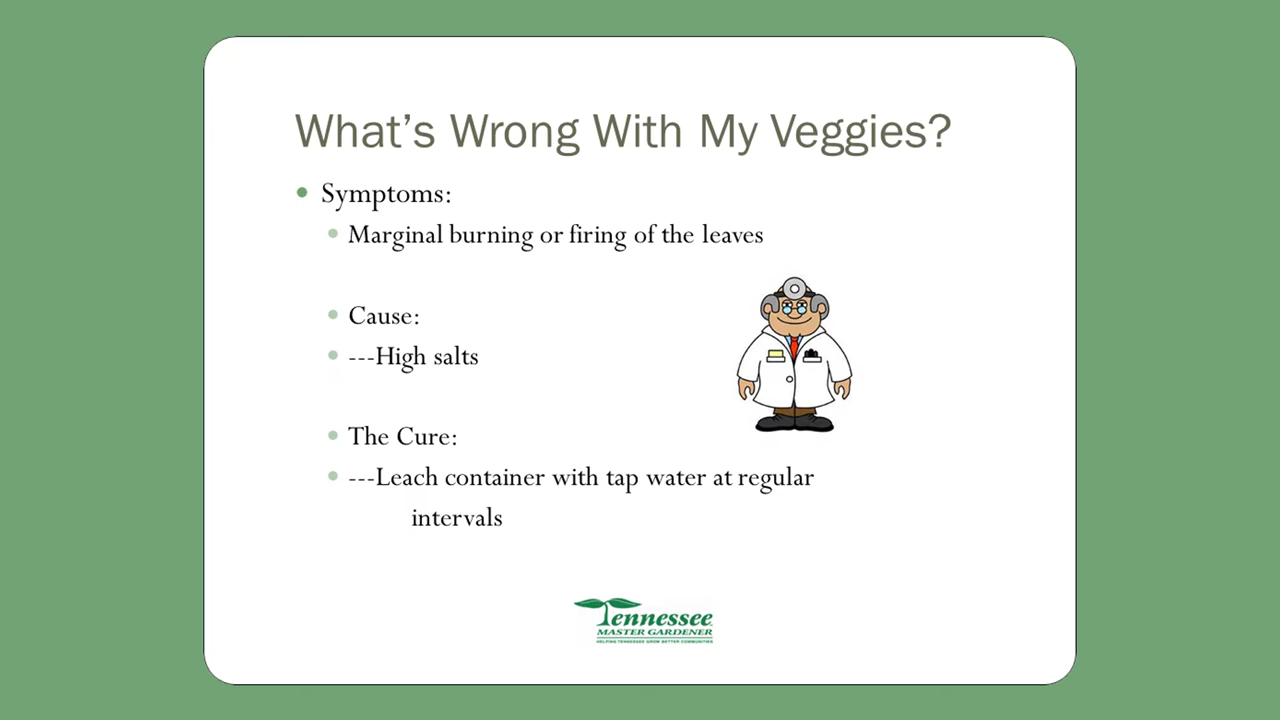 What's Wrong With My Veggies?
Symptoms:
Marginal burning or firing of the leaves
Cause:
---High salts
The Cure:
---Leach container with tap water at regular
intervals
Tennessee
MASTER GARDENER
HELPING TENNESSEE GROW BETTER COMMUNITIES